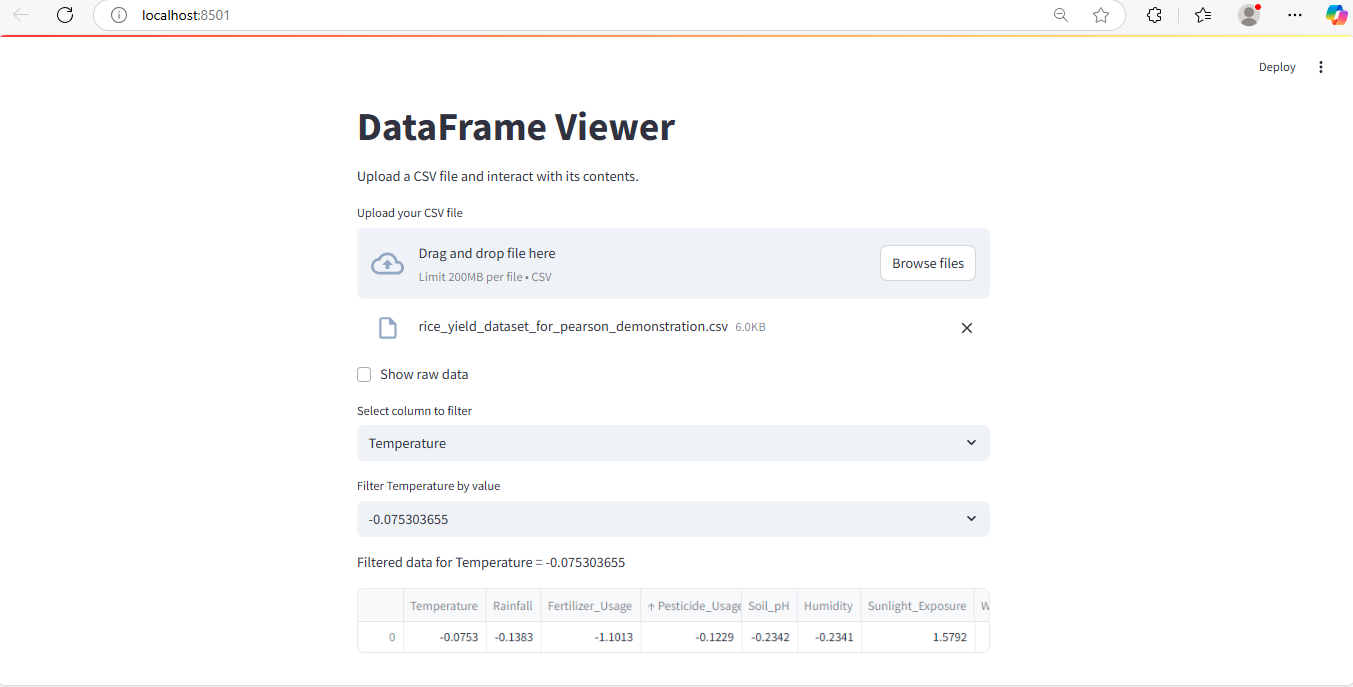 localhost:8501
Deploy
DataFrame Viewer
Upload a CSV file and interact with its contents.
Upload your CSV file
Drag and drop file here
Limit 200MB per file • CSV
Browse files
rice_yield_dataset_for_pearson_demonstration.csv 6.0KB
Show raw data
Select column to filter
Temperature
Filter Temperature by value
-0.075303655
Filtered data for Temperature = -0.075303655
Temperature Rainfall Fertilizer_Usage ↑ Pesticide_Usage Soil_pH Humidity Sunlight_Exposure W
0 -0.0753 -0.1383 -1.1013 -0.1229 -0.2342 -0.2341 1.5792